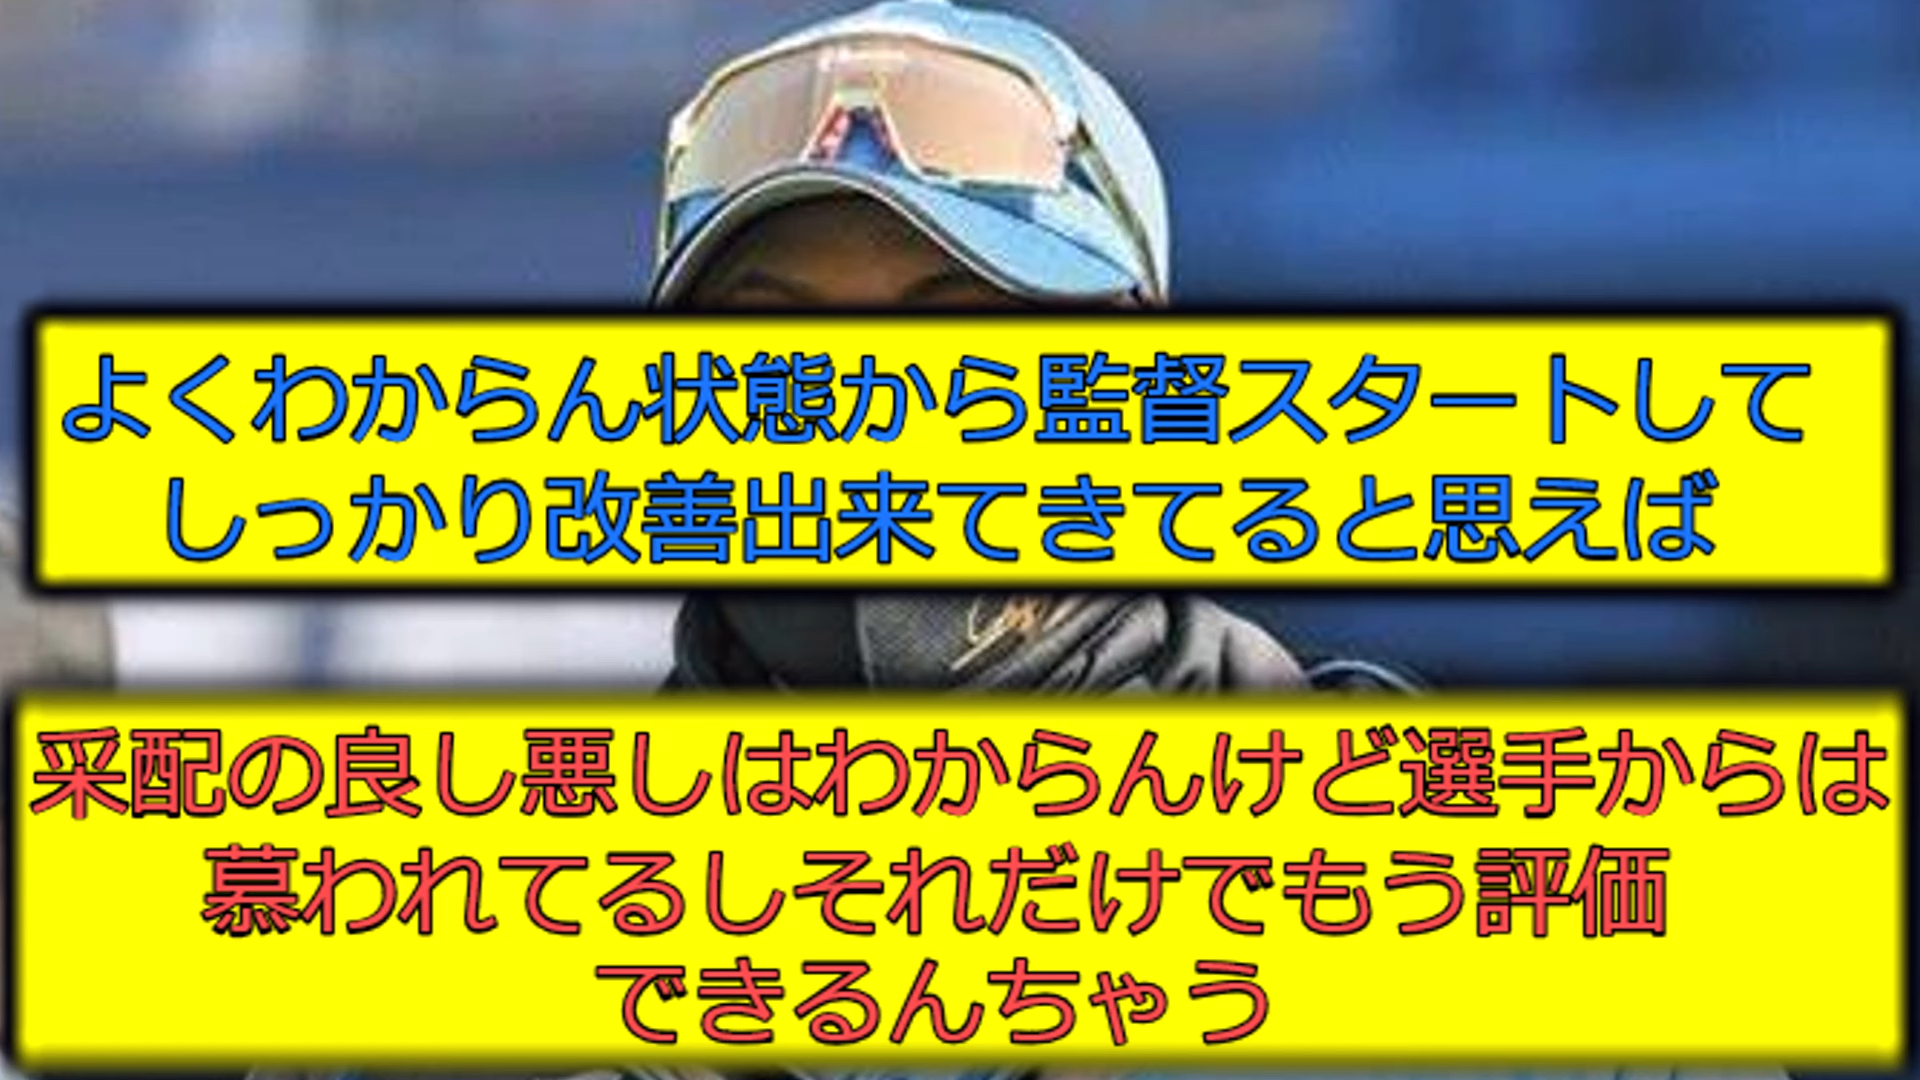 よくわからん状態から監督スタートして
しっかり改善出来てきてると思えば
采配の良し悪しはわからんけど選手からは
慕われてるしそれだけでもう評価
できるんちゃう